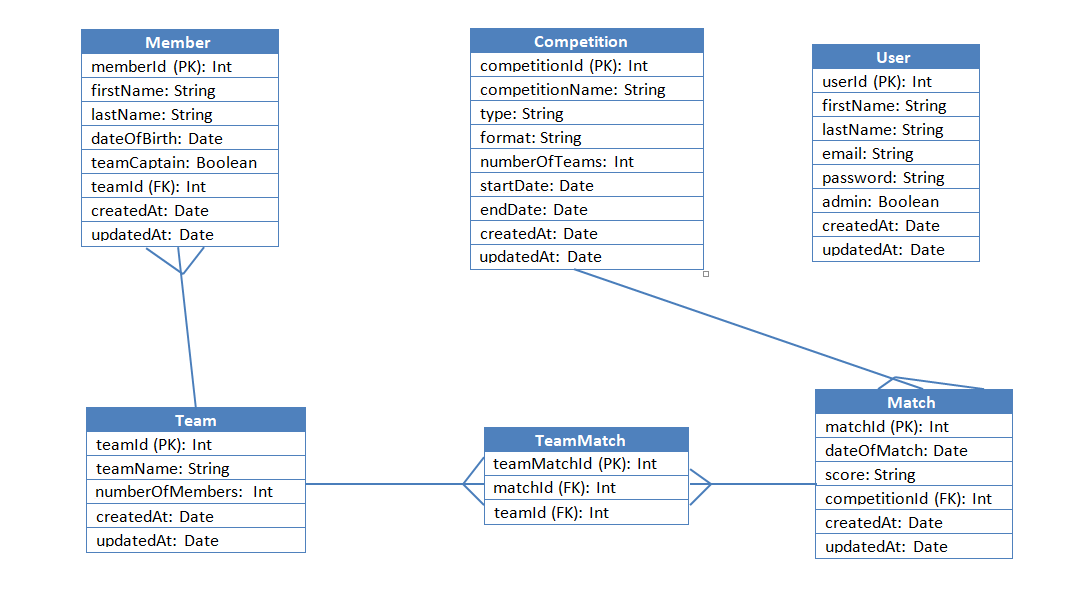 Member
memberId (PK): Int
firstName: String
lastName: String
dateOfBirth: Date
teamCaptain: Boolean
teamId (FK): Int
createdAt: Date
updatedAt: Date
Competition
competitionId (PK): Int
competitionName: String
type: String
format: String
numberOfTeams: Int
startDate: Date
endDate: Date
createdAt: Date
updatedAt: Date
User
userId (PK): Int
firstName: String
lastName: String
email: String
password: String
admin: Boolean
createdAt: Date
updatedAt: Date
Team
teamId (PK): Int
teamName: String
numberOfMembers: Int
createdAt: Date
updatedAt: Date
TeamMatch
teamMatchId (PK): Int
matchId (FK): Int
teamId (FK): Int
Match
matchId (PK): Int
dateOfMatch: Date
score: String
competitionId (FK): Int
createdAt: Date
updatedAt: Date